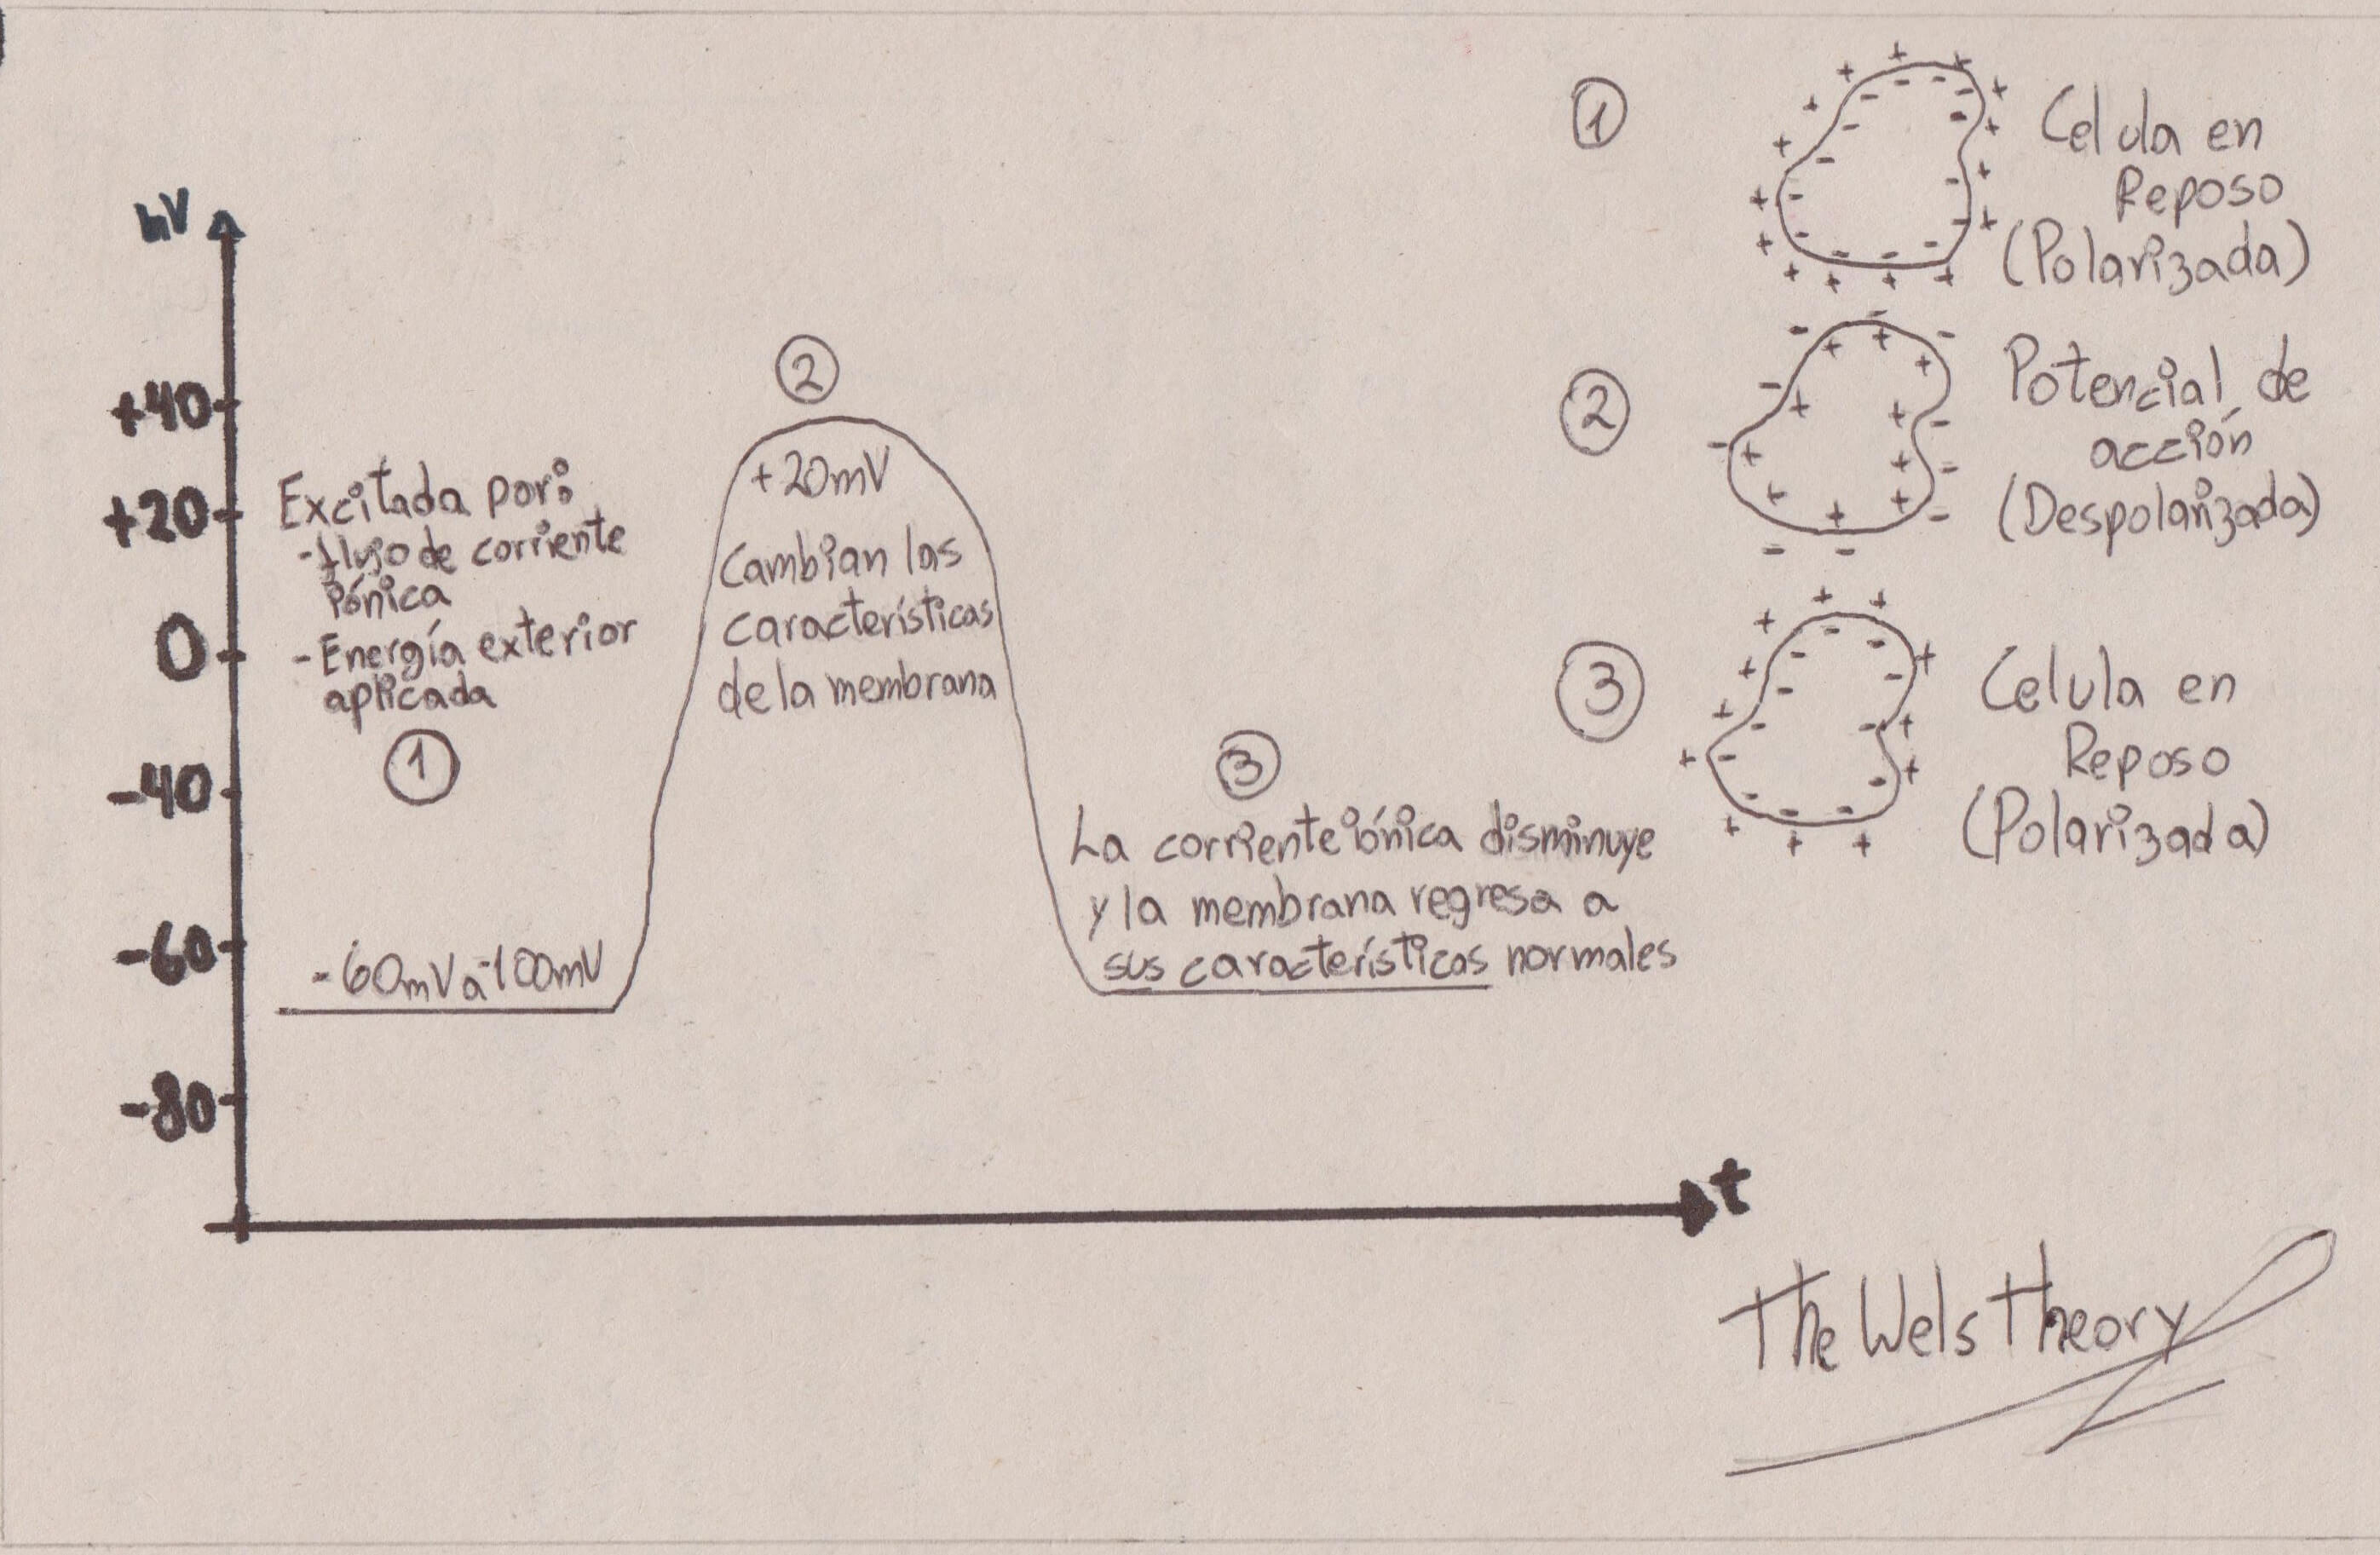 mV
+40
+20
0
-40
-60
-80
t
Excitada por:
-flujo de corriente
iónica
-Energía exterior
aplicada
1
-60mV a -100mV
2
+20mV
Cambian las
características
de la membrana
3
La corriente iónica disminuye
y la membrana regresa a
sus características normales
1
Celula en
Reposo
(Polarizada)
2
Potencial de
acción
(Despolarizada)
3
Celula en
Reposo
(Polarizada)
The Wels Theory